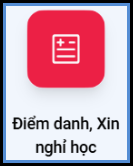 Điểm danh, Xin
nghỉ học